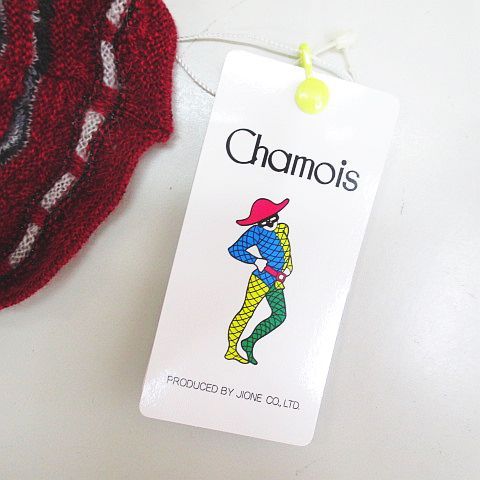 Chamois
PRODUCED BY JIONE CO., LTD.